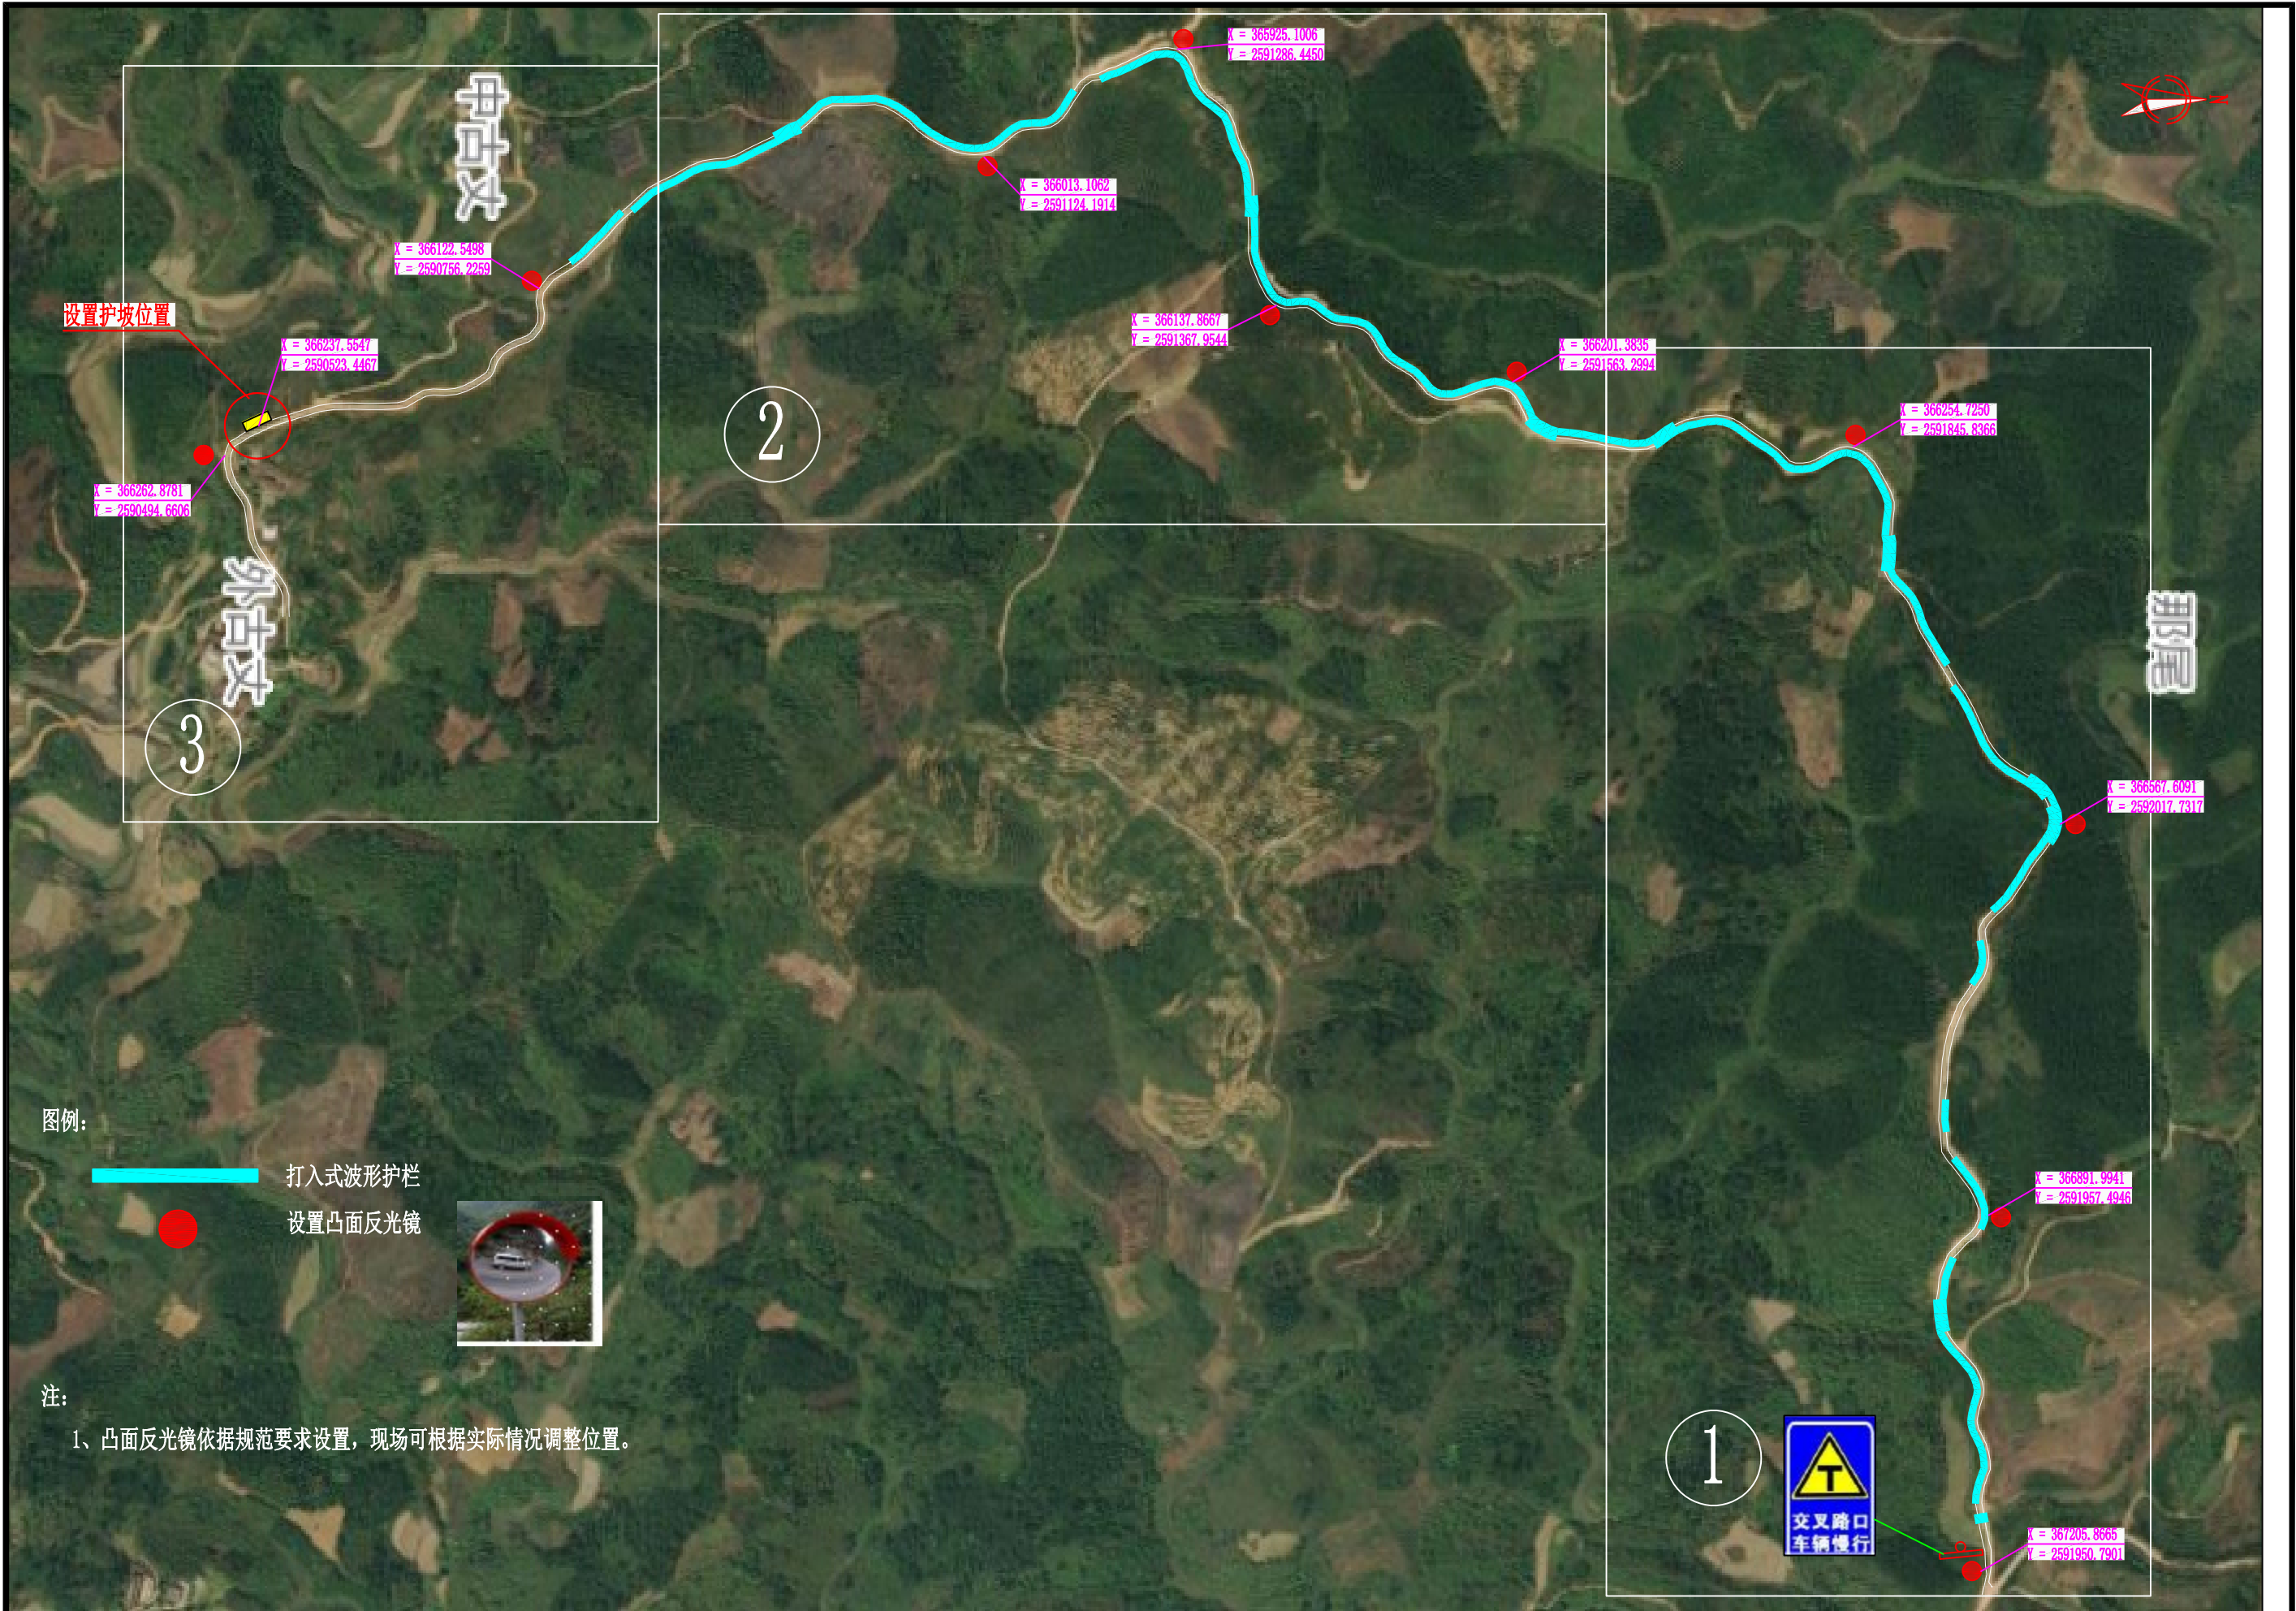 X = 365925.1006
Y = 2591286.4450
N
中古艾
X = 366013.1062
Y = 2591124.1914
X = 366122.5498
Y = 2590756.2259
设置护坡位置
X = 366237.5547
Y = 2590523.4467
X = 366137.8667
Y = 2591367.9544
X = 366201.3835
Y = 2591563.2994
X = 366254.7250
Y = 2591845.8366
2
X = 366262.8781
Y = 2590494.6606
外古艾
那尾
3
X = 366567.6091
Y = 2592017.7317
图例:
打入式波形护栏
设置凸面反光镜
X = 366891.9941
Y = 2591957.4946
注:
1、凸面反光镜依据规范要求设置，现场可根据实际情况调整位置。
1
T
交叉路口
车辆慢行
X = 367205.8665
Y = 2591950.7901